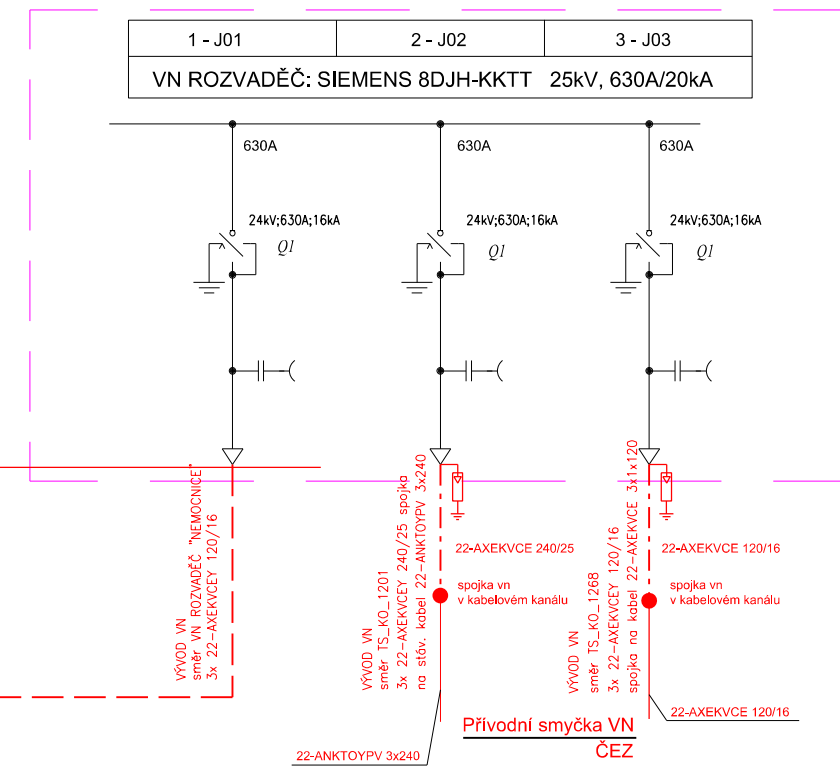 1 - J01
2 - J02
3 - J03
VN ROZVADĚČ: SIEMENS 8DJH-KKTT 25kV, 630A/20kA
630A
630A
630A
24kV;630A;16kA
Q1
24kV;630A;16kA
Q1
24kV;630A;16kA
Q1
VÝVOD VN
směr VN ROZVADĚČ "NEMOCNICE"
3x 22-AXEKVCEY 120/16
VÝVOD VN
směr TS_KO_1201
3x 22-AXEKVCEY 240/25 spojka
na stáv. kabel 22-ANKTOYPV 3x240
22-AXEKVCE 240/25
spojka vn
v kabelovém kanálu
VÝVOD VN
směr TS_KO_1268
3x 22-AXEKVCEY 120/16
spojka na kabel 22-AXEKVCE 3x1x120
22-AXEKVCE 120/16
spojka vn
v kabelovém kanálu
22-AXEKVCE 120/16
Přívodní smyčka VN
ČEZ
22-ANKTOYPV 3x240